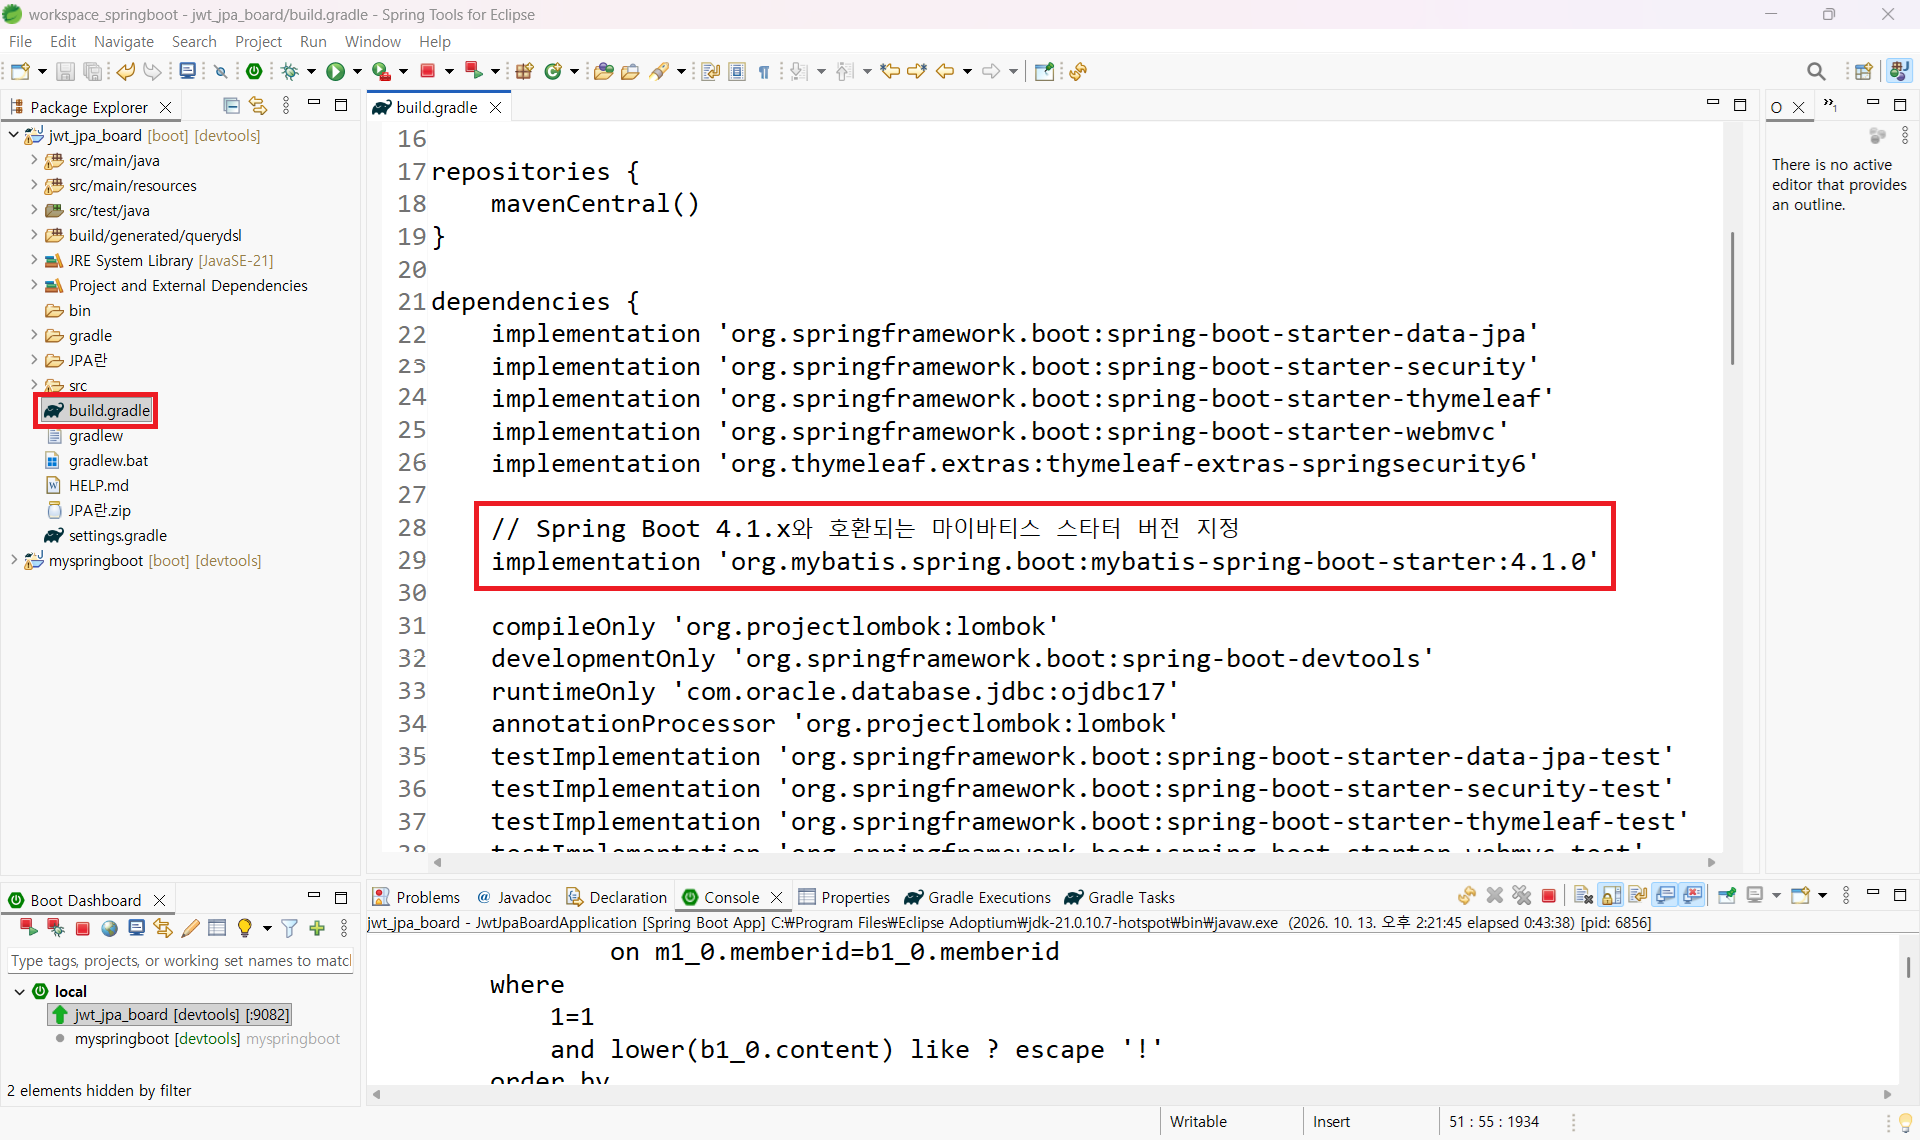 workspace_springboot - jwt_jpa_board/build.gradle - Spring Tools for Eclipse
File Edit Navigate Search Project Run Window Help
Package Explorer
jwt_jpa_board [boot] [devtools]
src/main/java
src/main/resources
src/test/java
build/generated/querydsl
JRE System Library [JavaSE-21]
Project and External Dependencies
bin
gradle
JPA란
src
build.gradle
gradlew
gradlew.bat
HELP.md
JPA란.zip
settings.gradle
myspringboot [boot] [devtools]
build.gradle
16
17 repositories {
18     mavenCentral()
19 }
20
21 dependencies {
22     implementation 'org.springframework.boot:spring-boot-starter-data-jpa'
23     implementation 'org.springframework.boot:spring-boot-starter-security'
24     implementation 'org.springframework.boot:spring-boot-starter-thymeleaf'
25     implementation 'org.springframework.boot:spring-boot-starter-webmvc'
26     implementation 'org.thymeleaf.extras:thymeleaf-extras-springsecurity6'
27
28     // Spring Boot 4.1.x와 호환되는 마이바티스 스타터 버전 지정
29     implementation 'org.mybatis.spring.boot:mybatis-spring-boot-starter:4.1.0'
30
31     compileOnly 'org.projectlombok:lombok'
32     developmentOnly 'org.springframework.boot:spring-boot-devtools'
33     runtimeOnly 'com.oracle.database.jdbc:ojdbc17'
34     annotationProcessor 'org.projectlombok:lombok'
35     testImplementation 'org.springframework.boot:spring-boot-starter-data-jpa-test'
36     testImplementation 'org.springframework.boot:spring-boot-starter-security-test'
37     testImplementation 'org.springframework.boot:spring-boot-starter-thymeleaf-test'
38     testImplementation 'org.springframework.boot:spring-boot-starter-webmvc-test'
O
There is no active
editor that provides
an outline.
Boot Dashboard
Type tags, projects, or working set names to match
local
jwt_jpa_board [devtools] [:9082]
myspringboot [devtools] myspringboot
2 elements hidden by filter
Problems @ Javadoc Declaration Console Properties Gradle Executions Gradle Tasks
jwt_jpa_board - JwtJpaBoardApplication [Spring Boot App] C:₩Program Files₩Eclipse Adoptium₩jdk-21.0.10.7-hotspot₩bin₩javaw.exe (2026. 10. 13. 오후 2:21:45 elapsed 0:43:38) [pid: 6856]
on m1_0.memberid=b1_0.memberid
where
1=1
and lower(b1_0.content) like ? escape '!'
order by
Writable
Insert
51 : 55 : 1934